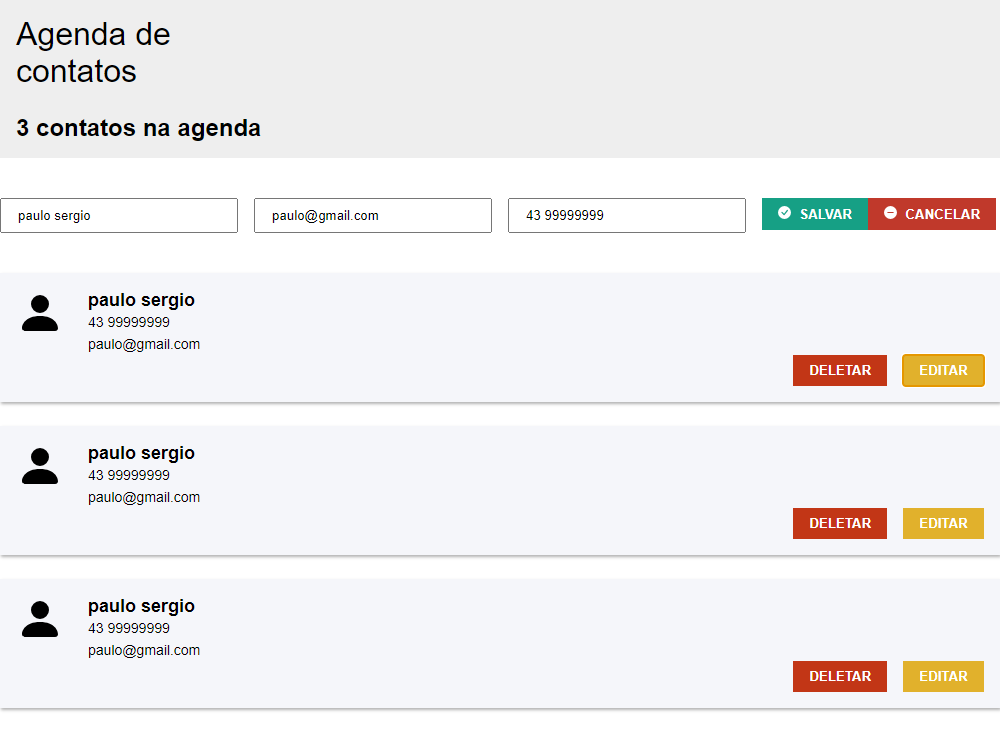 Agenda de
contatos
3 contatos na agenda
paulo sergio
paulo@gmail.com
43 99999999
SALVAR
CANCELAR
paulo sergio
43 99999999
paulo@gmail.com
DELETAR
EDITAR
paulo sergio
43 99999999
paulo@gmail.com
DELETAR
EDITAR
paulo sergio
43 99999999
paulo@gmail.com
DELETAR
EDITAR